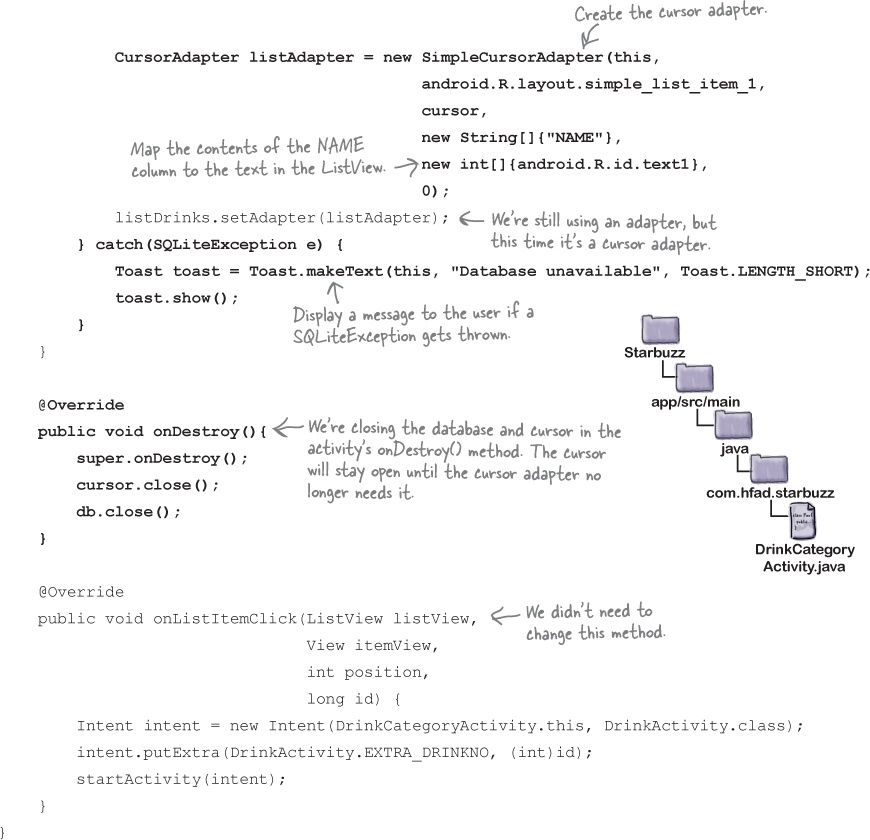 Create the cursor adapter.
CursorAdapter listAdapter = new SimpleCursorAdapter(this,
android.R.layout.simple_list_item_1,
cursor,
new String[]{"NAME"},
Map the contents of the NAME
column to the text in the ListView.
new int[]{android.R.id.text1},
0);
listDrinks.setAdapter(listAdapter);
We're still using an adapter, but
this time it's a cursor adapter.
} catch(SQLiteException e) {
Toast toast = Toast.makeText(this, "Database unavailable", Toast.LENGTH_SHORT);
toast.show();
Display a message to the user if a
SQLiteException gets thrown.
}
}
Starbuzz
app/src/main
java
com.hfad.starbuzz
DrinkCategory
Activity.java
@Override
public void onDestroy(){
We're closing the database and cursor in the
activity's onDestroy() method. The cursor
will stay open until the cursor adapter no
longer needs it.
super.onDestroy();
cursor.close();
db.close();
}
@Override
public void onListItemClick(ListView listView,
We didn't need to
change this method.
View itemView,
int position,
long id) {
Intent intent = new Intent(DrinkCategoryActivity.this, DrinkActivity.class);
intent.putExtra(DrinkActivity.EXTRA_DRINKNO, (int)id);
startActivity(intent);
}
}